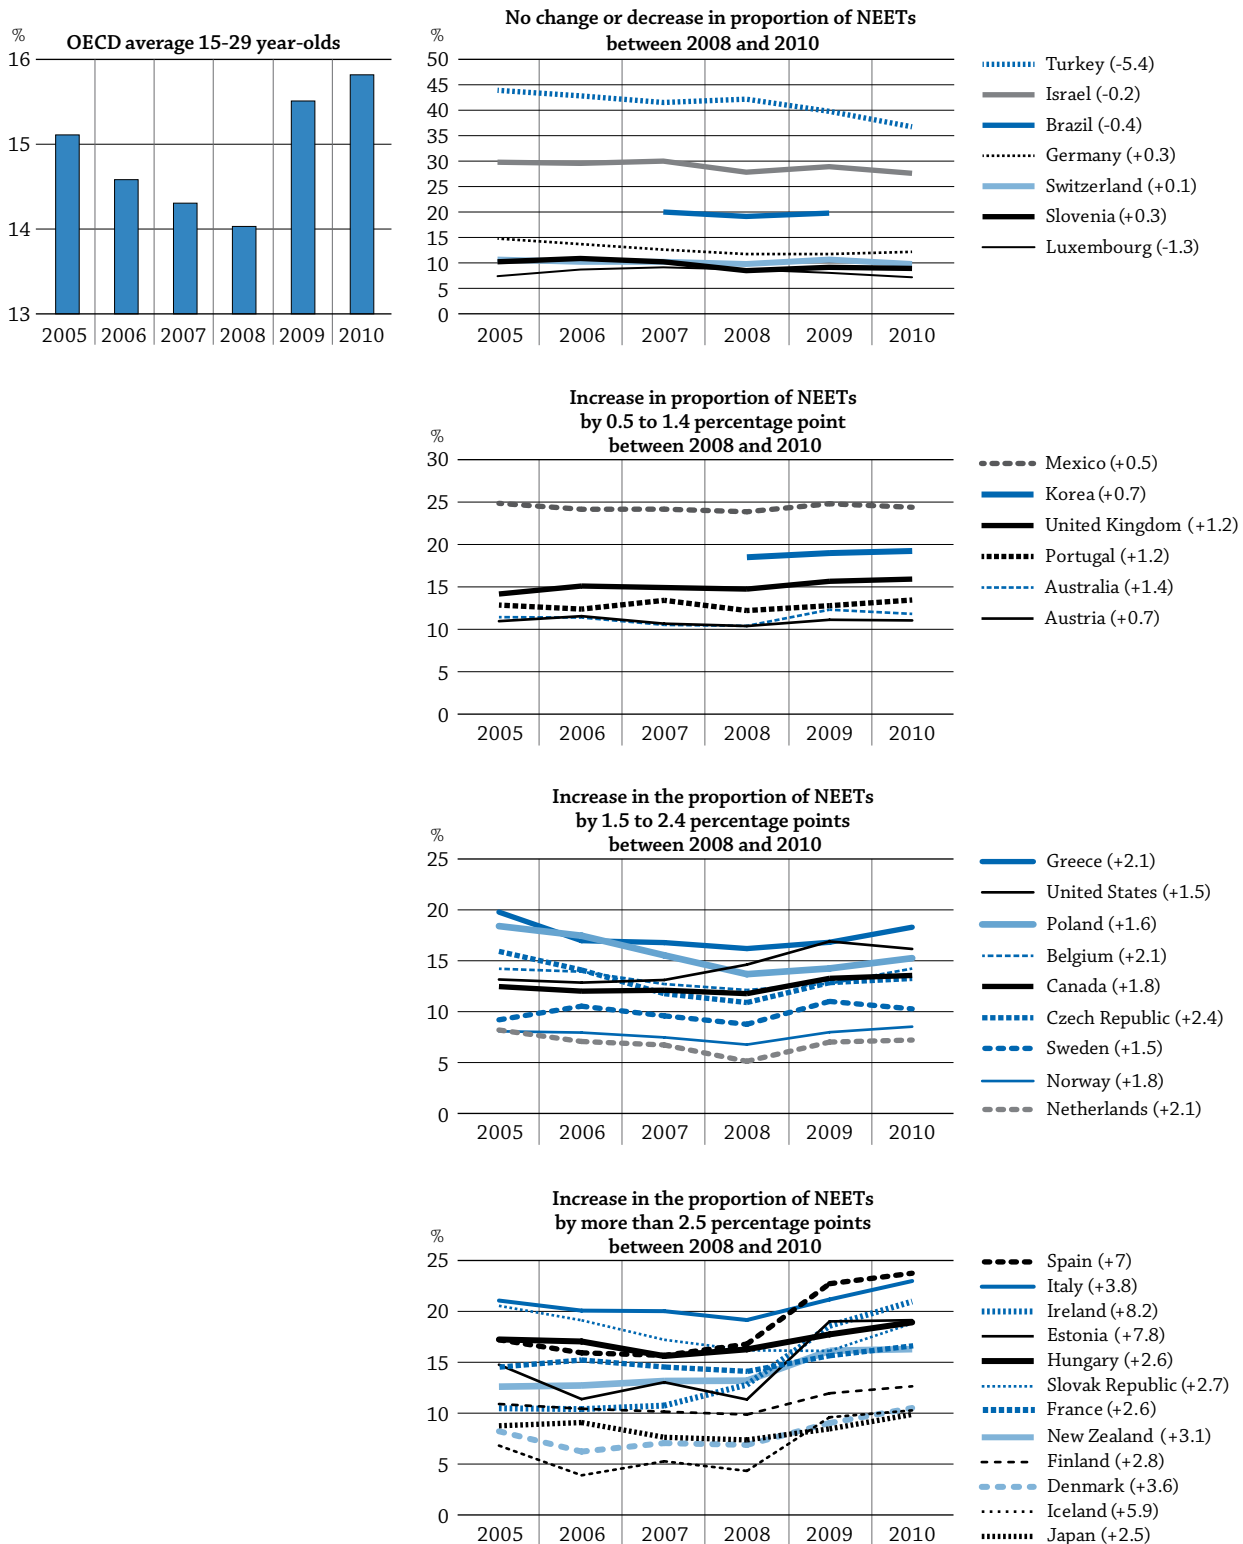 OECD average 15-29 year-olds
%
16
15
14
13
2005 2006 2007 2008 2009 2010
No change or decrease in proportion of NEETs
between 2008 and 2010
%
50
45
40
35
30
25
20
15
10
5
0
2005 2006 2007 2008 2009 2010
Turkey (-5.4)
Israel (-0.2)
Brazil (-0.4)
Germany (+0.3)
Switzerland (+0.1)
Slovenia (+0.3)
Luxembourg (-1.3)
Increase in proportion of NEETs
by 0.5 to 1.4 percentage point
between 2008 and 2010
%
30
25
20
15
10
5
0
2005 2006 2007 2008 2009 2010
Mexico (+0.5)
Korea (+0.7)
United Kingdom (+1.2)
Portugal (+1.2)
Australia (+1.4)
Austria (+0.7)
Increase in the proportion of NEETs
by 1.5 to 2.4 percentage points
between 2008 and 2010
%
25
20
15
10
5
0
2005 2006 2007 2008 2009 2010
Greece (+2.1)
United States (+1.5)
Poland (+1.6)
Belgium (+2.1)
Canada (+1.8)
Czech Republic (+2.4)
Sweden (+1.5)
Norway (+1.8)
Netherlands (+2.1)
Increase in the proportion of NEETs
by more than 2.5 percentage points
between 2008 and 2010
%
25
20
15
10
5
0
2005 2006 2007 2008 2009 2010
Spain (+7)
Italy (+3.8)
Ireland (+8.2)
Estonia (+7.8)
Hungary (+2.6)
Slovak Republic (+2.7)
France (+2.6)
New Zealand (+3.1)
Finland (+2.8)
Denmark (+3.6)
Iceland (+5.9)
Japan (+2.5)